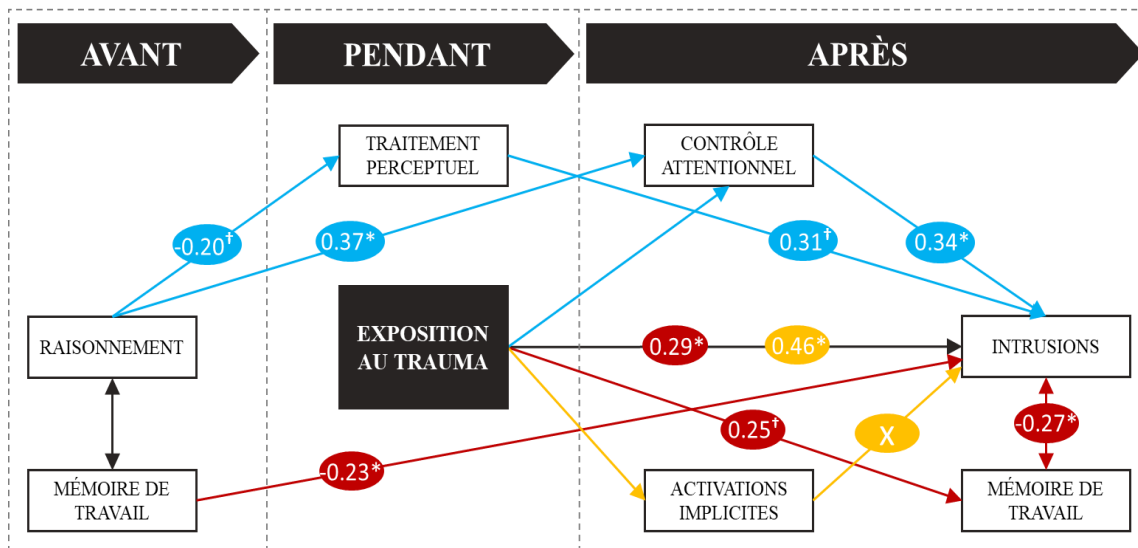 AVANT
PENDANT
APRÈS
TRAITEMENT
PERCEPTUEL
CONTRÔLE
ATTENTIONNEL
-0.20†
0.37*
0.31†
0.34*
RAISONNEMENT
EXPOSITION
AU TRAUMA
0.29*
0.46*
INTRUSIONS
0.25†
X
-0.27*
-0.23*
MÉMOIRE DE
TRAVAIL
ACTIVATIONS
IMPLICITES
MÉMOIRE DE
TRAVAIL